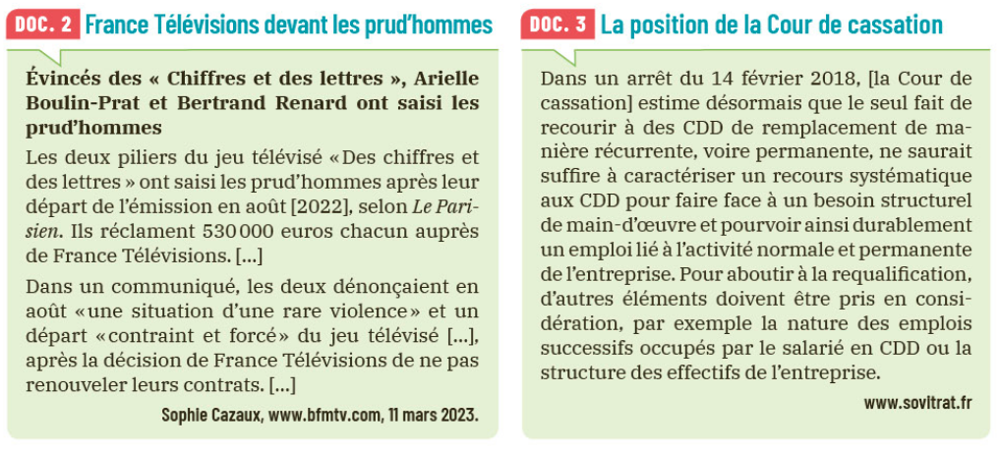 DOC. 2 France Télévisions devant les prud’hommes
Évincés des « Chiffres et des lettres », Arielle
Boulin-Prat et Bertrand Renard ont saisi les
prud’hommes
Les deux piliers du jeu télévisé « Des chiffres et
des lettres » ont saisi les prud’hommes après leur
départ de l’émission en août [2022], selon Le Pari-
sien. Ils réclament 530 000 euros chacun auprès
de France Télévisions. [...]
Dans un communiqué, les deux dénonçaient en
août « une situation d’une rare violence » et un
départ « contraint et forcé » du jeu télévisé [...],
après la décision de France Télévisions de ne pas
renouveler leurs contrats. [...]
Sophie Cazaux, www.bfmtv.com, 11 mars 2023.
DOC. 3 La position de la Cour de cassation
Dans un arrêt du 14 février 2018, [la Cour de
cassation] estime désormais que le seul fait de
recourir à des CDD de remplacement de ma-
nière récurrente, voire permanente, ne saurait
suffire à caractériser un recours systématique
aux CDD pour faire face à un besoin structurel
de main-d’œuvre et pourvoir ainsi durablement
un emploi lié à l’activité normale et permanente
de l’entreprise. Pour aboutir à la requalification,
d’autres éléments doivent être pris en consi-
dération, par exemple la nature des emplois
successifs occupés par le salarié en CDD ou la
structure des effectifs de l’entreprise.
www.sovitrat.fr